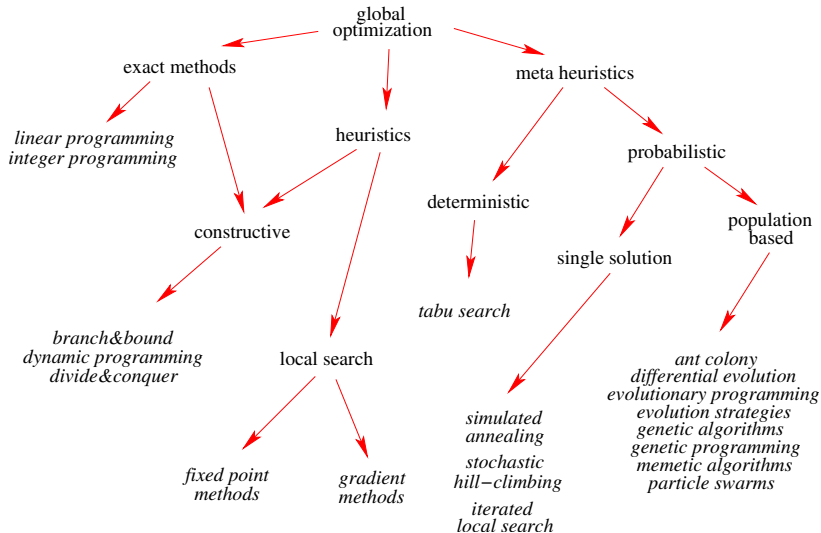 global
optimization
exact methods
meta heuristics
linear programming
integer programming
heuristics
probabilistic
deterministic
constructive
population
based
single solution
tabu search
branch&bound
dynamic programming
divide&conquer
local search
ant colony
differential evolution
evolutionary programming
evolution strategies
genetic algorithms
genetic programming
memetic algorithms
particle swarms
simulated
annealing
stochastic
hill−climbing
iterated
local search
fixed point
methods
gradient
methods